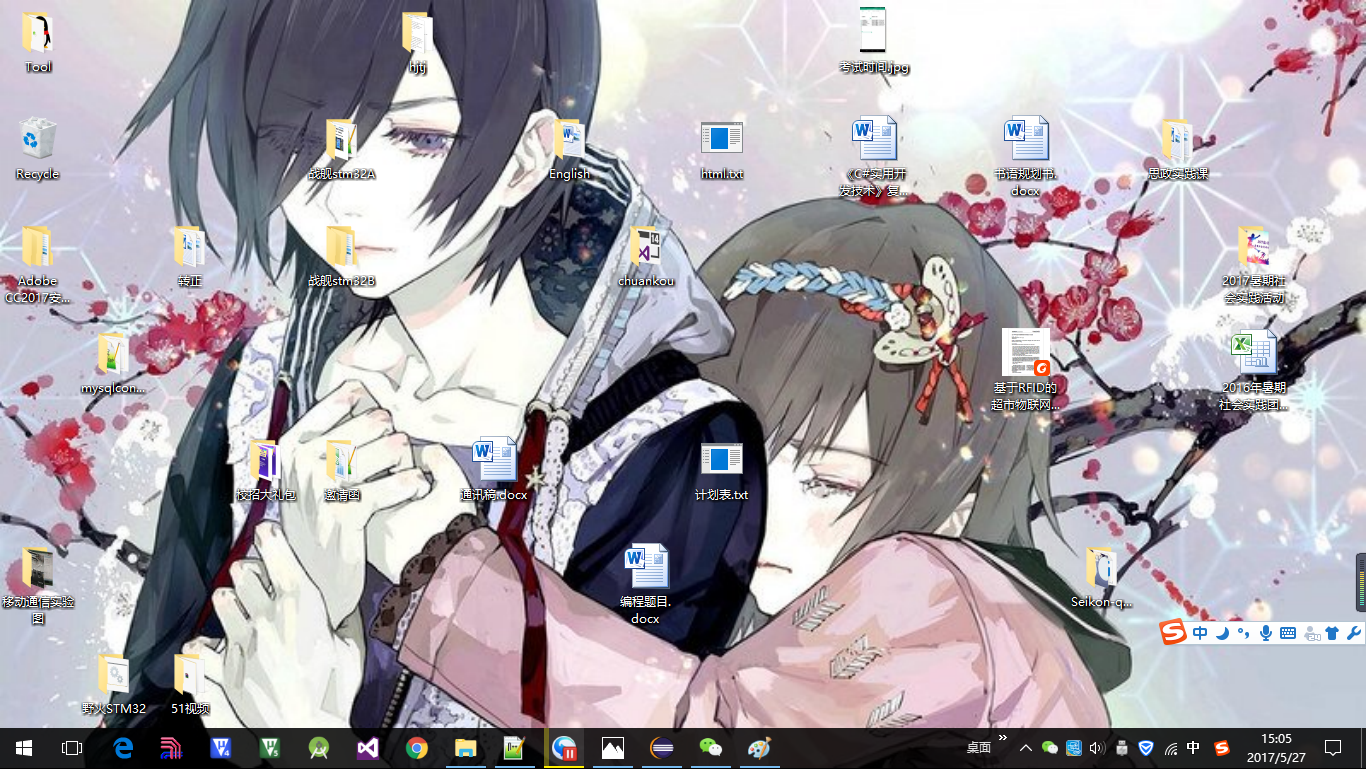 Tool
hjtj
考试时间.jpg
Recycle
战舰stm32A
English
html.txt
《C#实用开
发技术》复...
书语规划书.
docx
思政实践课
Adobe
CC2017安...
转正
战舰stm32B
chuankou
14
2017暑期社
会实践活动
mysqlcon...
基于RFID的
超市物联网...
2016年暑期
社会实践团...
校招大礼包
邀请图
通讯稿.docx
计划表.txt
移动通信实验
图
编程题目.
docx
Seikon-q...
中
野火STM32
51视频
桌面
中
15:05
2017/5/27